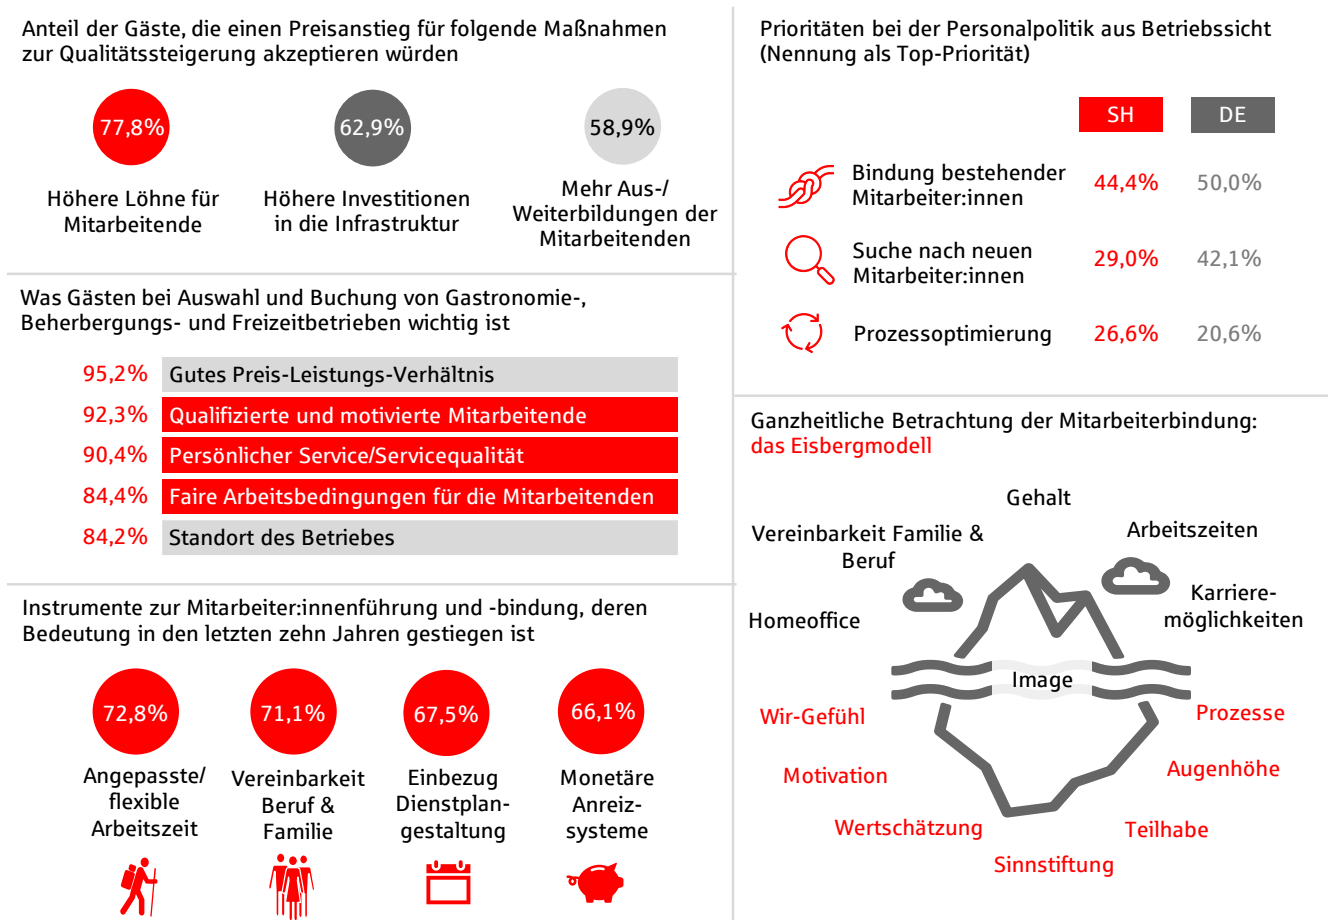 Anteil der Gäste, die einen Preisanstieg für folgende Maßnahmen
zur Qualitätssteigerung akzeptieren würden
77,8%
62,9%
58,9%
Höhere Löhne für
Mitarbeitende
Höhere Investitionen
in die Infrastruktur
Mehr Aus-/
Weiterbildungen der
Mitarbeitenden
Was Gästen bei Auswahl und Buchung von Gastronomie-,
Beherbergungs- und Freizeitbetrieben wichtig ist
95,2% Gutes Preis-Leistungs-Verhältnis
92,3% Qualifizierte und motivierte Mitarbeitende
90,4% Persönlicher Service/Servicequalität
84,4% Faire Arbeitsbedingungen für die Mitarbeitenden
84,2% Standort des Betriebes
Instrumente zur Mitarbeiter:innenführung und -bindung, deren
Bedeutung in den letzten zehn Jahren gestiegen ist
72,8%
71,1%
67,5%
66,1%
Angepasste/
flexible
Arbeitszeit
Vereinbarkeit
Beruf &
Familie
Einbezug
Dienstplan-
gestaltung
Monetäre
Anreiz-
systeme
Prioritäten bei der Personalpolitik aus Betriebssicht
(Nennung als Top-Priorität)
SH DE
Bindung bestehender
Mitarbeiter:innen
44,4% 50,0%
Suche nach neuen
Mitarbeiter:innen
29,0% 42,1%
Prozessoptimierung 26,6% 20,6%
Ganzheitliche Betrachtung der Mitarbeiterbindung:
das Eisbergmodell
Gehalt
Vereinbarkeit Familie &
Beruf
Arbeitszeiten
Homeoffice
Karriere-
möglichkeiten
Image
Wir-Gefühl
Prozesse
Motivation
Augenhöhe
Wertschätzung
Teilhabe
Sinnstiftung